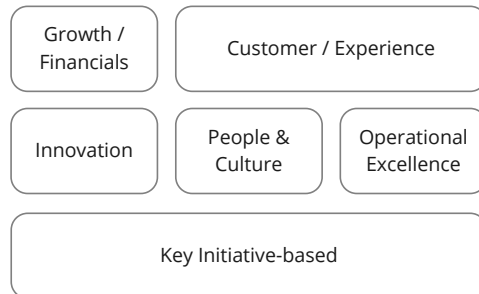 Growth /
Financials
Customer / Experience
Innovation
People &
Culture
Operational
Excellence
Key Initiative-based